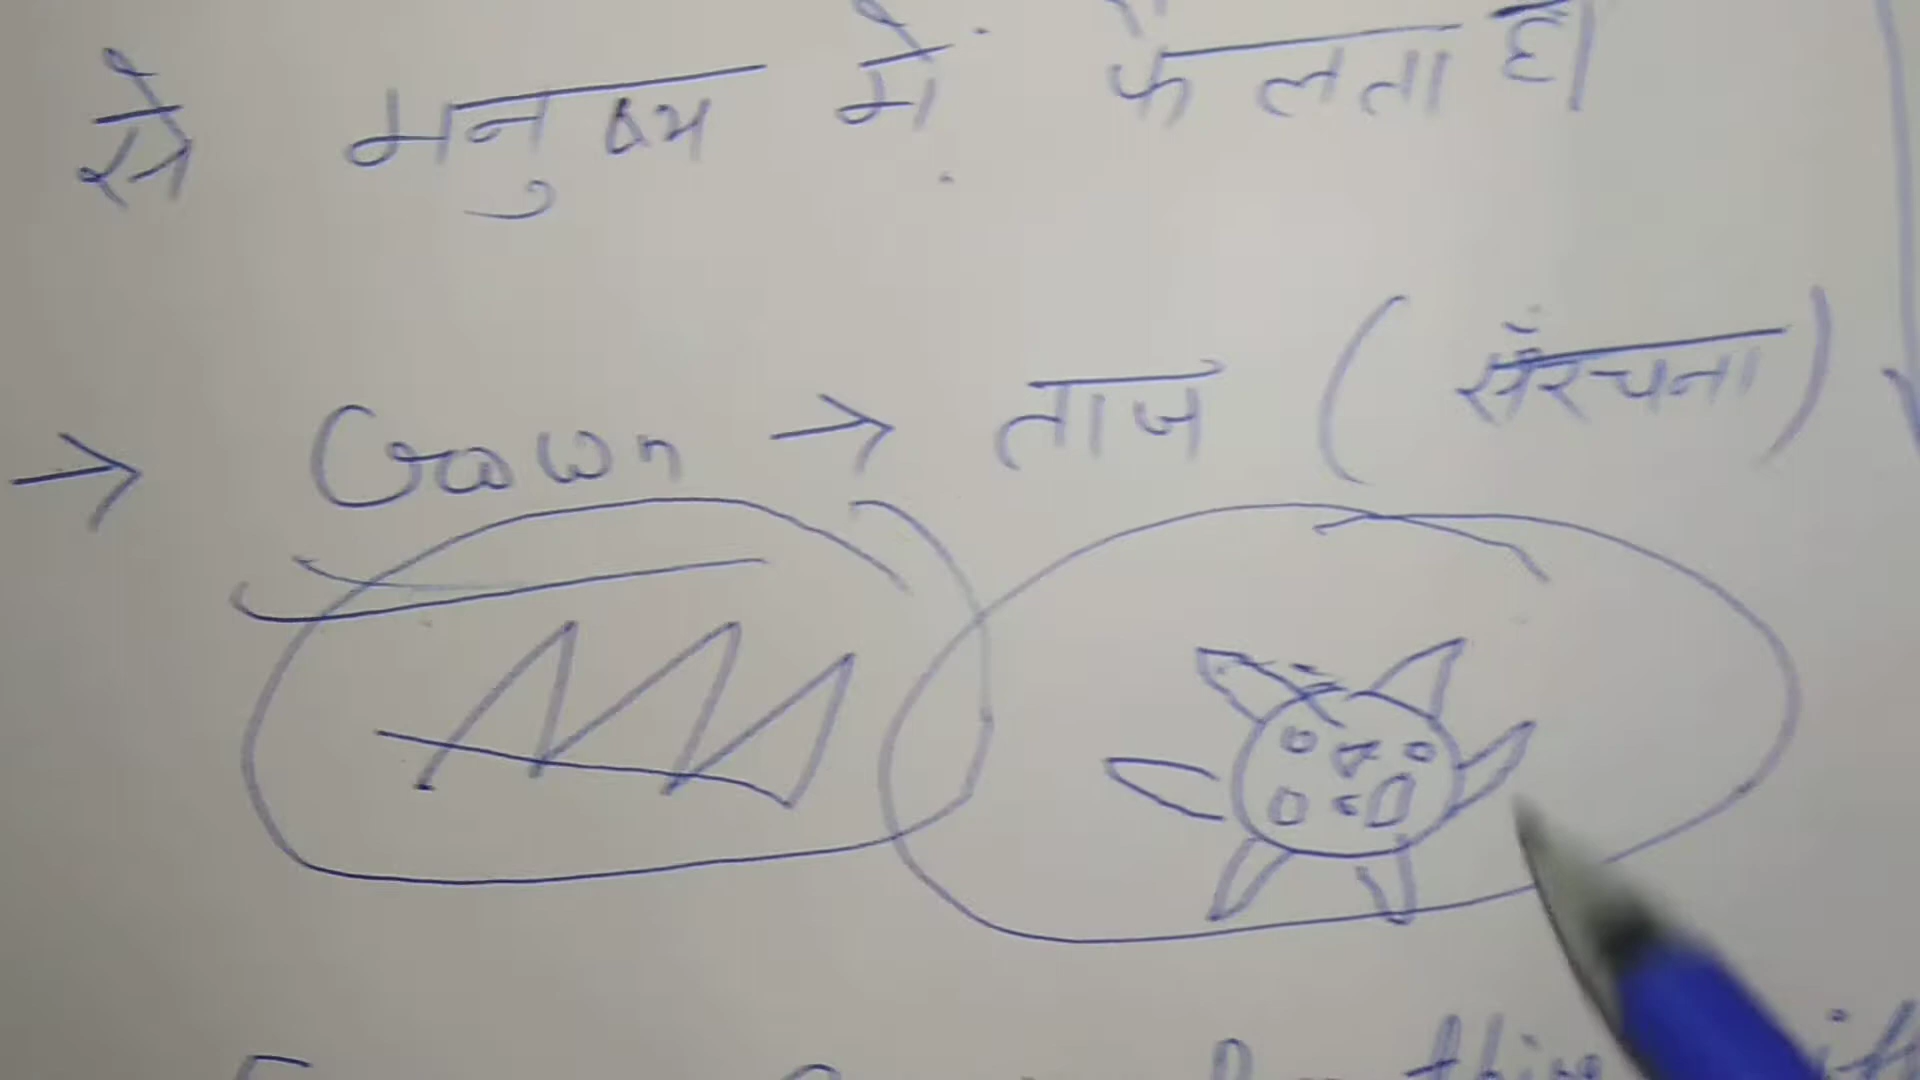 से मनुष्य में फैलता है।
→ Crown → ताज (संरचना)